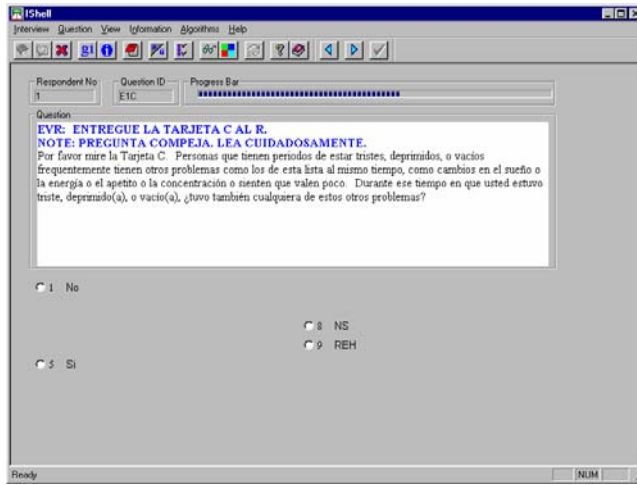 IShell
Interview Question View Information Algorithms Help
g1
Respondent No
Question ID
Progress Bar
1
E1C
Question
EVR: ENTREGUE LA TARJETA C AL R.
NOTE: PREGUNTA COMPEJA. LEA CUIDADOSAMENTE.
Por favor mire la Tarjeta C. Personas que tienen periodos de estar tristes, deprimidos, o vacíos
frequentemente tienen otros problemas como los de esta lista al mismo tiempo, como cambios en el sueño o
la energía o el apetito o la concentración o sienten que valen poco. Durante ese tiempo en que usted estuvo
triste, deprimido(a), o vacío(a), ¿tuvo también cualquiera de estos otros problemas?
1 No
8 NS
9 REH
5 Si
Ready
NUM